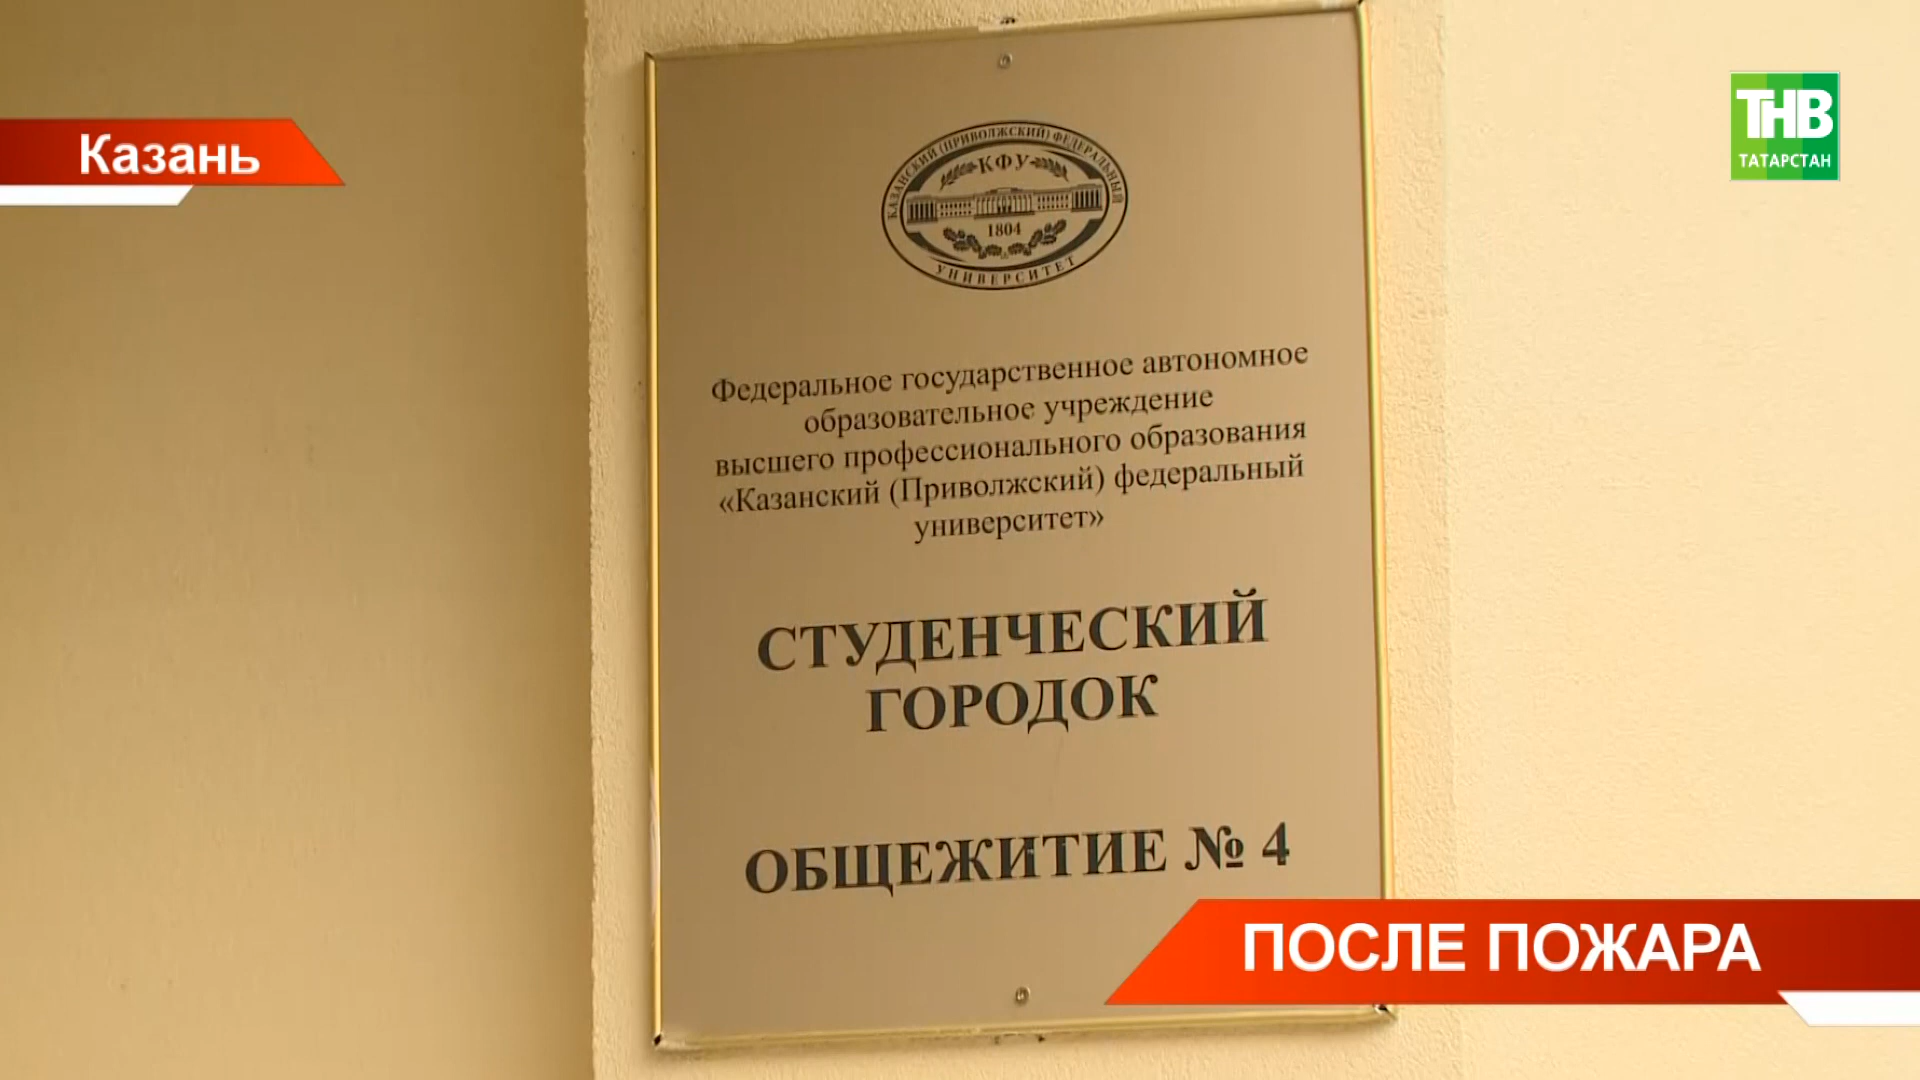 Казань
ТНВ
ТАТАРСТАН
КАЗАНСКИЙ (ПРИВОЛЖСКИЙ) ФЕДЕРАЛЬНЫЙ
КФУ
1804
УНИВЕРСИТЕТ
Федеральное государственное автономное
образовательное учреждение
высшего профессионального образования
«Казанский (Приволжский) федеральный
университет»
СТУДЕНЧЕСКИЙ
ГОРОДОК
ОБЩЕЖИТИЕ № 4
ПОСЛЕ ПОЖАРА